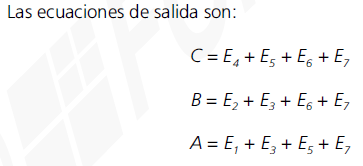 Las ecuaciones de salida son:
C = E₄ + E₅ + E₆ + E₇
B = E₂ + E₃ + E₆ + E₇
A = E₁ + E₃ + E₅ + E₇